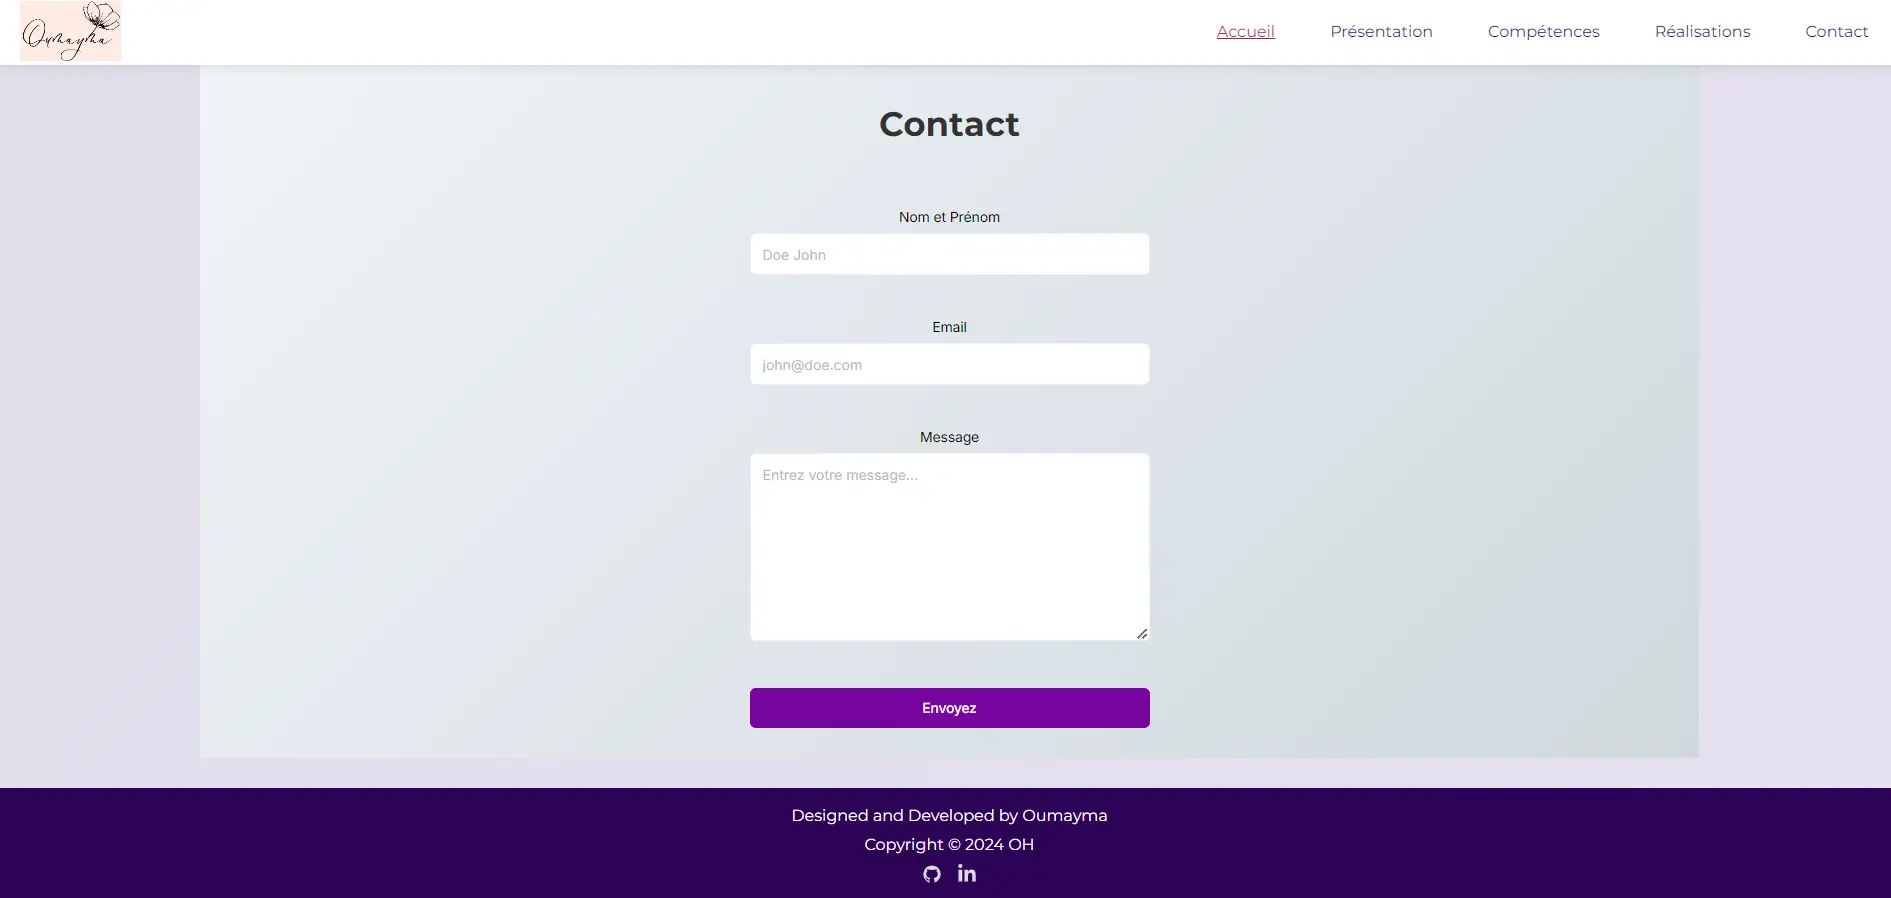 Oumayma
Accueil
Présentation
Compétences
Réalisations
Contact
Contact
Nom et Prénom
Doe John
Email
john@doe.com
Message
Entrez votre message...
Envoyez
Designed and Developed by Oumayma
Copyright © 2024 OH
in